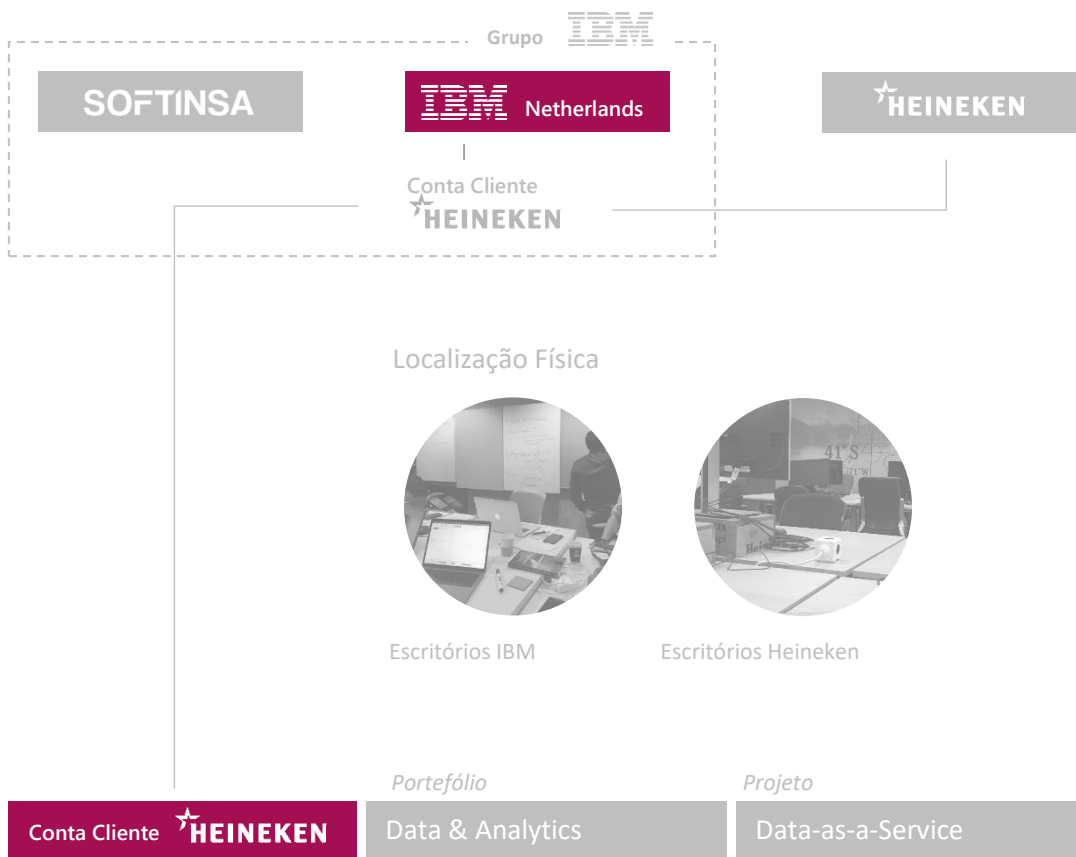 Grupo IBM
SOFTINSA
IBM Netherlands
HEINEKEN
Conta Cliente
HEINEKEN
Localização Física
41°S
Escritórios IBM
Escritórios Heineken
Portefólio
Projeto
Conta Cliente HEINEKEN
Data & Analytics
Data-as-a-Service